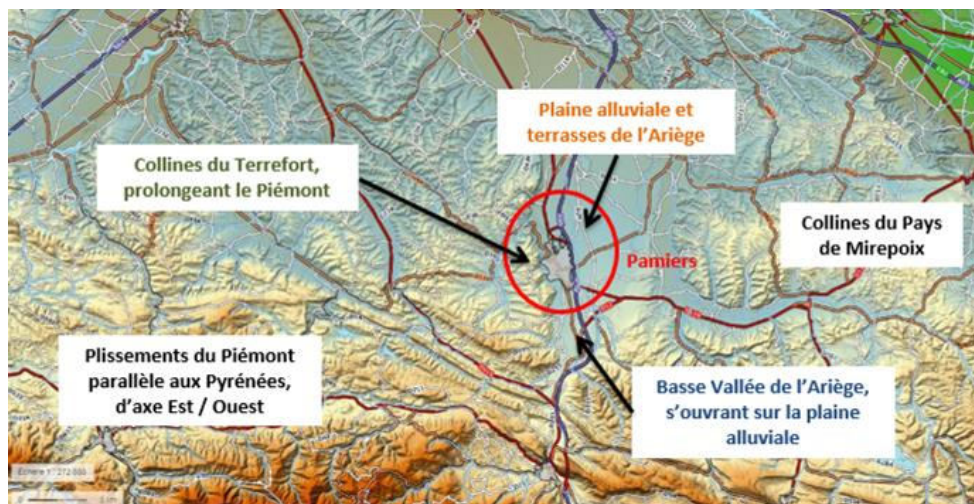 Plaine alluviale et
terrasses de l'Ariège
Collines du Terrefort,
prolongeant le Piémont
Collines du Pays
de Mirepoix
Pamiers
Plissements du Piémont
parallèle aux Pyrénées,
d'axe Est / Ouest
Basse Vallée de l'Ariège,
s'ouvrant sur la plaine
alluviale